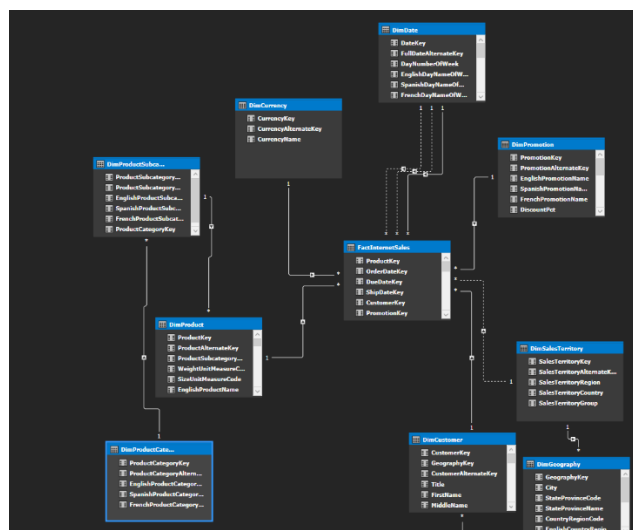 DimDate
DateKey
FullDateAlternateKey
DayNumberOfWeek
EnglishDayNameOfW...
SpanishDayNameOf...
FrenchDayNameOfW...
DimCurrency
CurrencyKey
CurrencyAlternateKey
CurrencyName
DimPromotion
PromotionKey
PromotionAlternateKey
EnglishPromotionName
SpanishPromotionNa...
FrenchPromotionName
DiscountPct
DimProductSubca...
ProductSubcategory...
ProductSubcategory...
EnglishProductSubca...
SpanishProductSubc...
FrenchProductSubcat...
ProductCategoryKey
FactInternetSales
ProductKey
OrderDateKey
DueDateKey
ShipDateKey
CustomerKey
PromotionKey
DimProduct
ProductKey
ProductAlternateKey
ProductSubcategory...
WeightUnitMeasureC...
SizeUnitMeasureCode
EnglishProductName
DimSalesTerritory
SalesTerritoryKey
SalesTerritoryAlternateK...
SalesTerritoryRegion
SalesTerritoryCountry
SalesTerritoryGroup
DimProductCate...
ProductCategoryKey
ProductCategoryAltern...
EnglishProductCategor...
SpanishProductCategor...
FrenchProductCategory...
DimCustomer
CustomerKey
GeographyKey
CustomerAlternateKey
Title
FirstName
MiddleName
DimGeography
GeographyKey
City
StateProvinceCode
StateProvinceName
CountryRegionCode